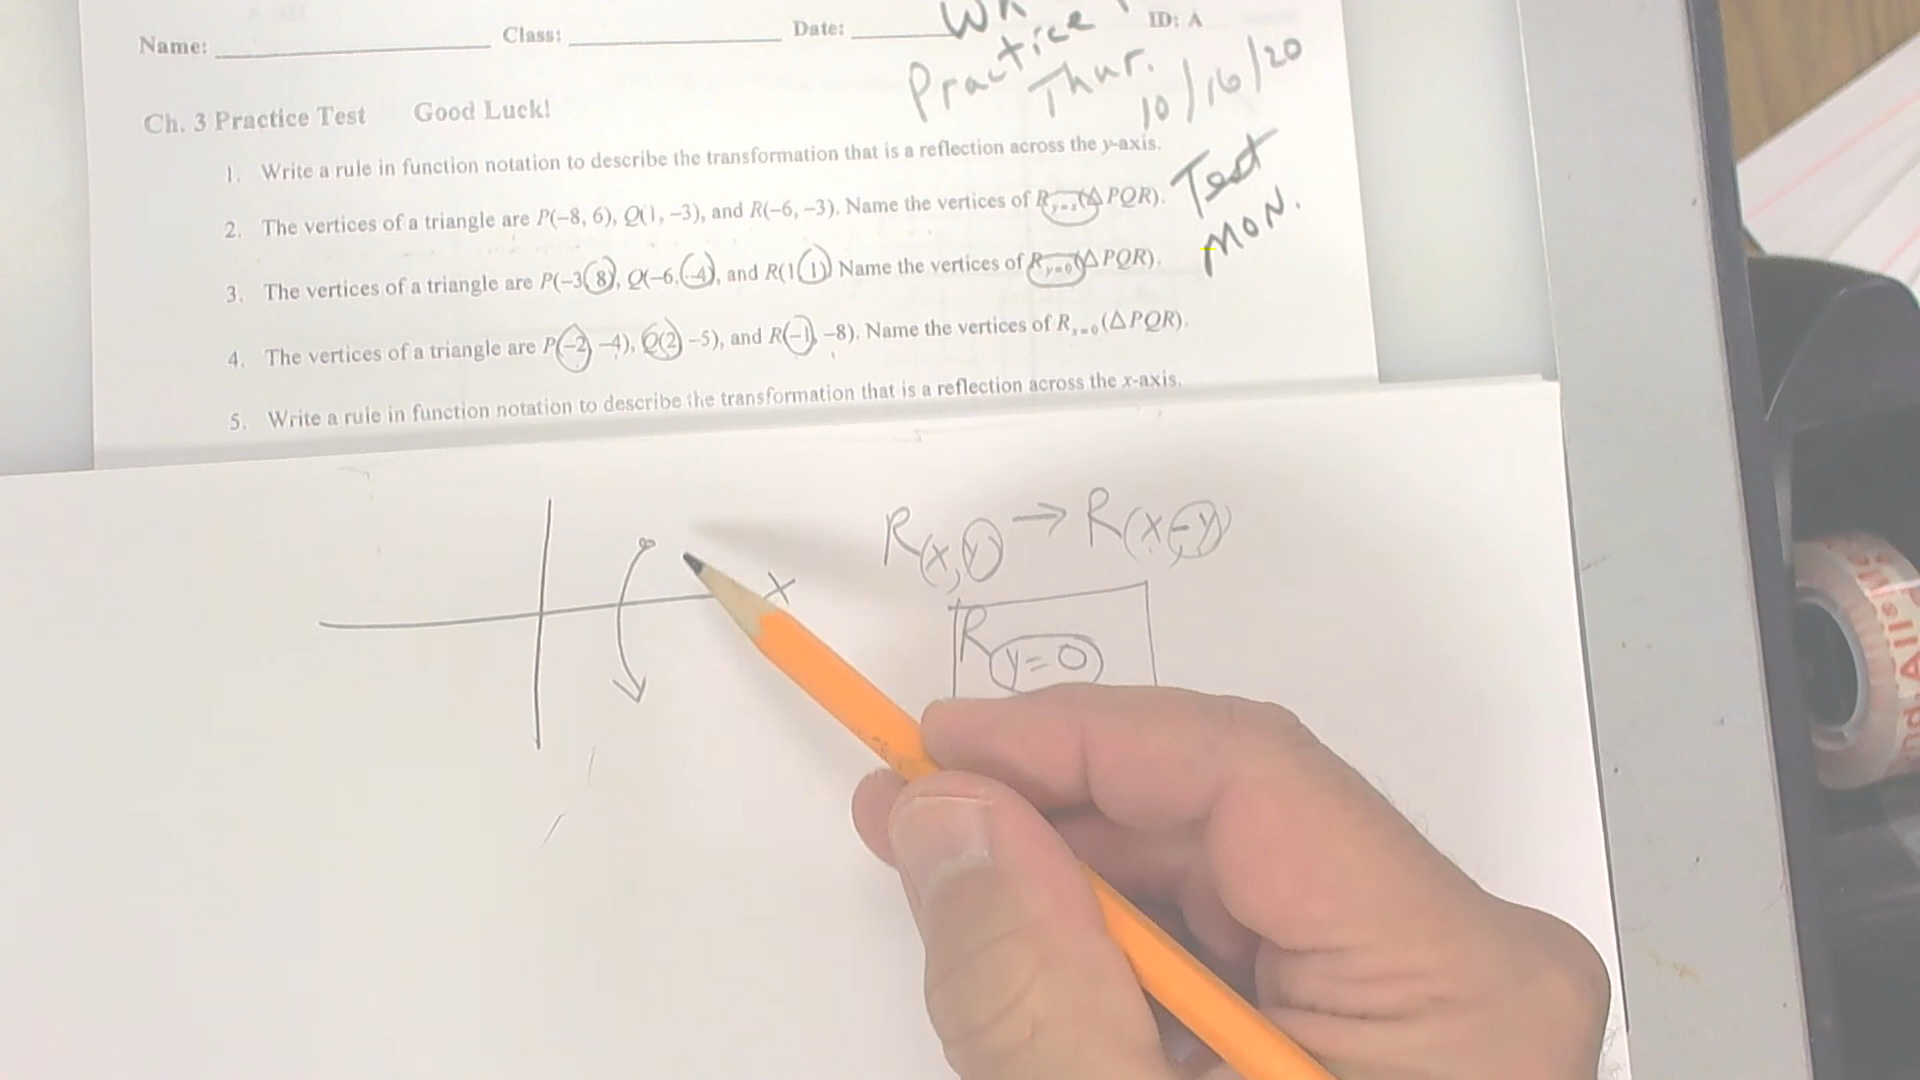 Name: Class: Date: ID: A
Practice
Thur.
10/16/20
Ch. 3 Practice Test Good Luck!
1. Write a rule in function notation to describe the transformation that is a reflection across the y-axis.
Test
MON.
2. The vertices of a triangle are P(−8, 6), Q(1, −3), and R(−6, −3). Name the vertices of R y=x (△PQR).
3. The vertices of a triangle are P(−3, 8), Q(−6, −4), and R(1, 1). Name the vertices of R y=0 (△PQR).
4. The vertices of a triangle are P(−2, −4), Q(2, −5), and R(−1, −8). Name the vertices of R x=0 (△PQR).
5. Write a rule in function notation to describe the transformation that is a reflection across the x-axis.
R(x, y) → R(x, −y)
X
R y=0